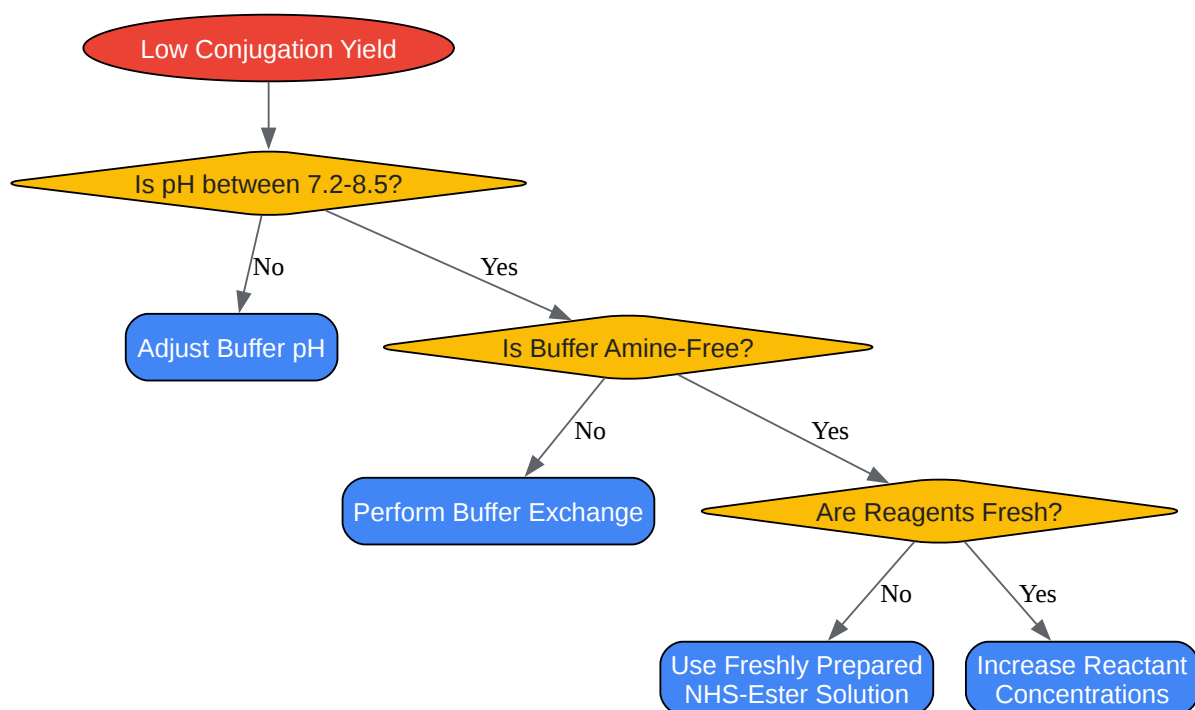 Low Conjugation Yield
Is pH between 7.2-8.5?
No
Yes
Adjust Buffer pH
Is Buffer Amine-Free?
No
Yes
Perform Buffer Exchange
Are Reagents Fresh?
No
Yes
Use Freshly Prepared
NHS-Ester Solution
Increase Reactant
Concentrations